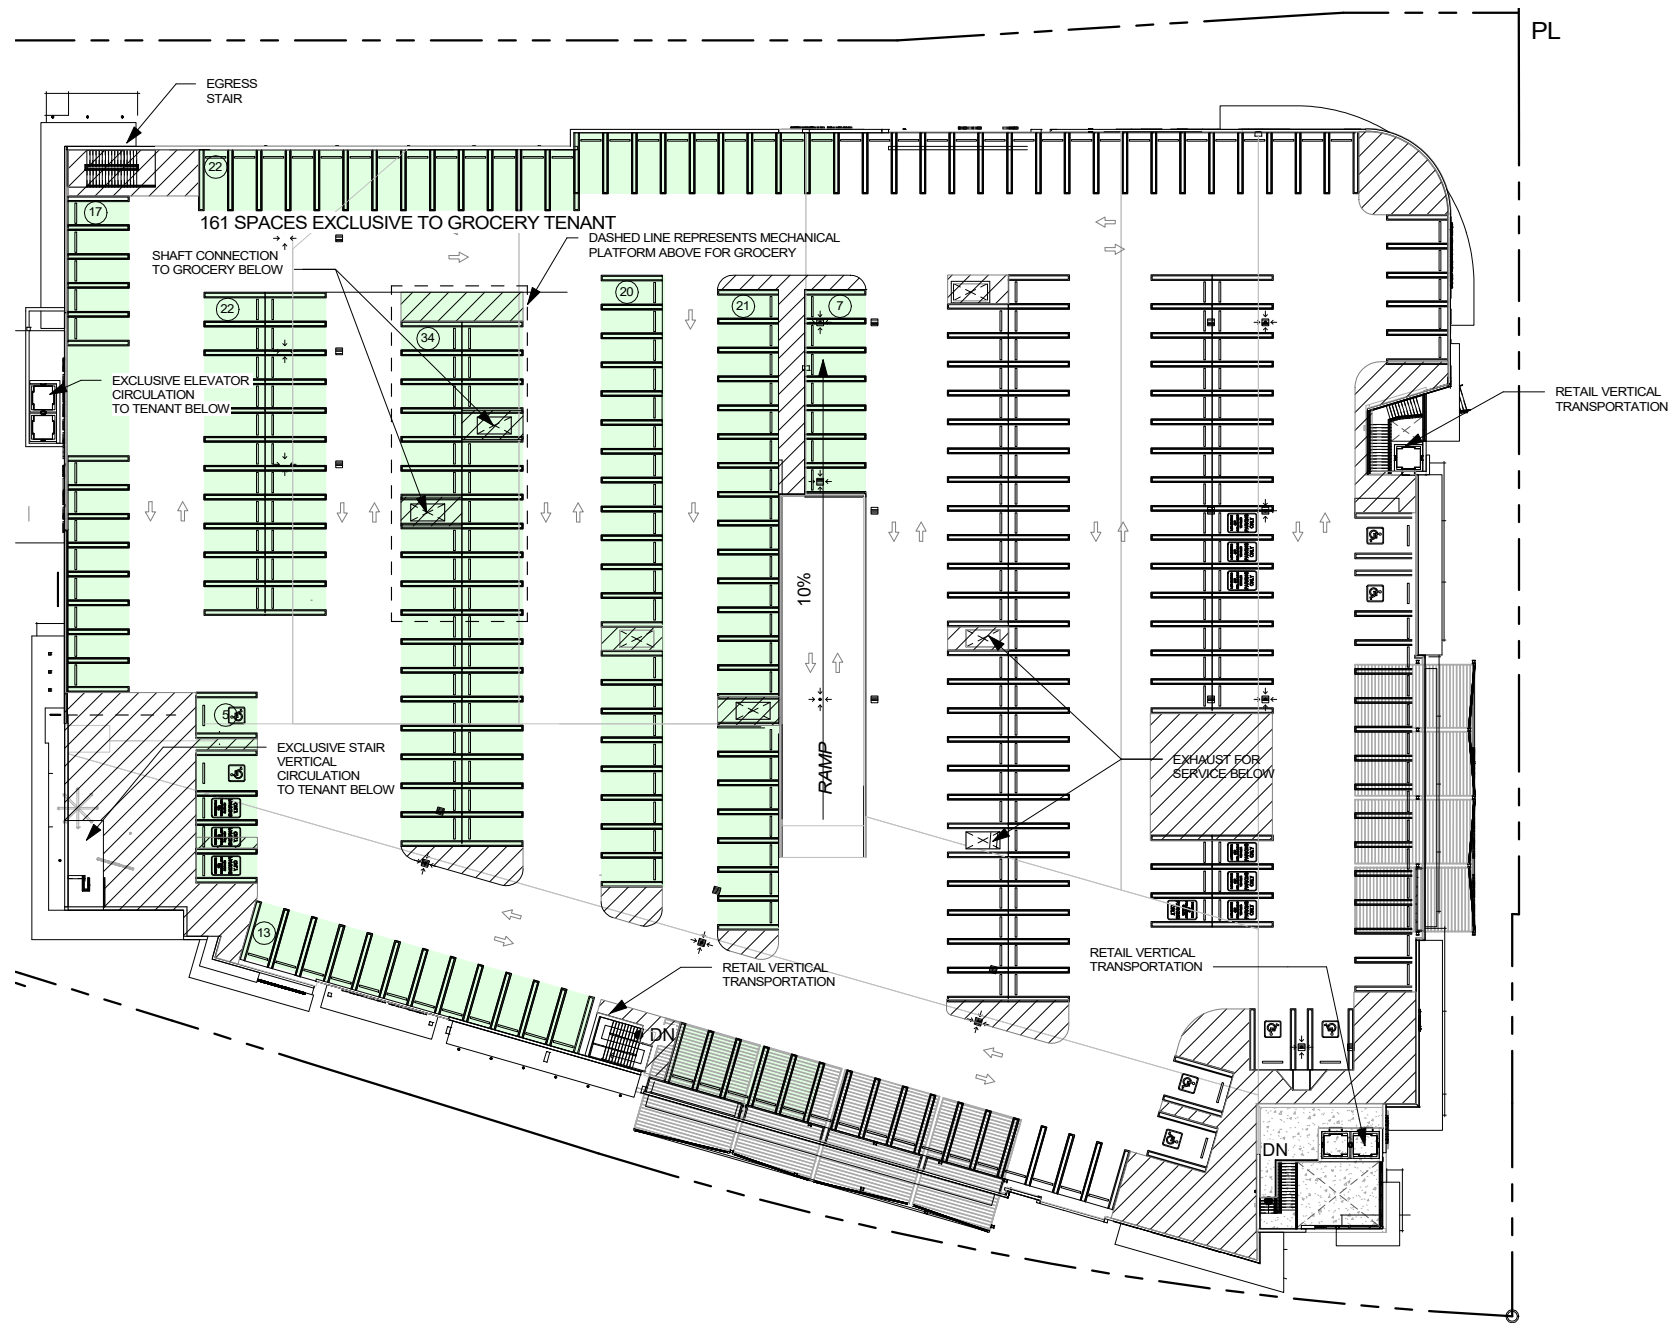 PL
EGRESS
STAIR
22
17
161 SPACES EXCLUSIVE TO GROCERY TENANT
DASHED LINE REPRESENTS MECHANICAL
PLATFORM ABOVE FOR GROCERY
SHAFT CONNECTION
TO GROCERY BELOW
22
34
20
21
7
EXCLUSIVE ELEVATOR
CIRCULATION
TO TENANT BELOW
RETAIL VERTICAL
TRANSPORTATION
10%
RAMP
5
EXCLUSIVE STAIR
VERTICAL
CIRCULATION
TO TENANT BELOW
EXHAUST FOR
SERVICE BELOW
13
RETAIL VERTICAL
TRANSPORTATION
RETAIL VERTICAL
TRANSPORTATION
DN
DN